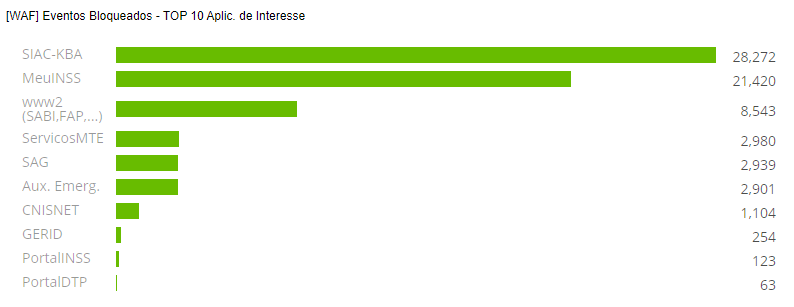 [WAF] Eventos Bloqueados - TOP 10 Aplic. de Interesse
SIAC-KBA 28,272
MeuINSS 21,420
www2
(SABI,FAP,...) 8,543
ServicosMTE 2,980
SAG 2,939
Aux. Emerg. 2,901
CNISNET 1,104
GERID 254
PortalINSS 123
PortalDTP 63